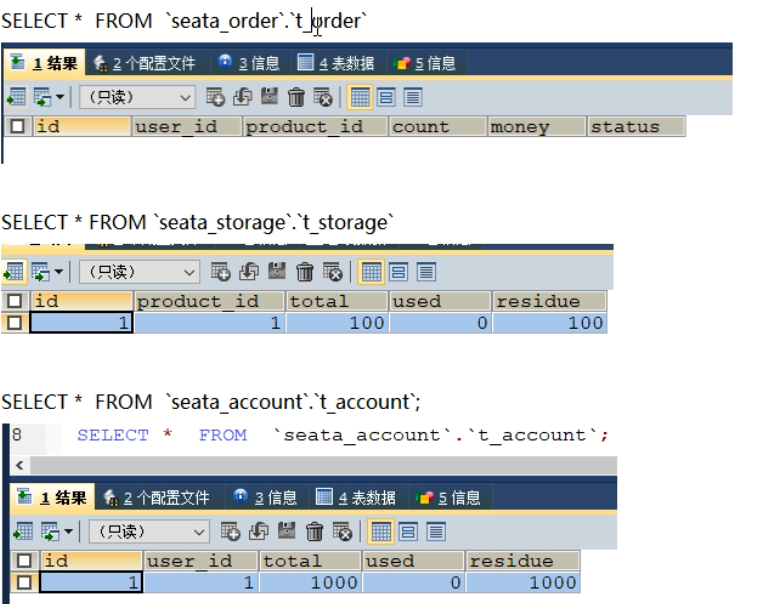 SELECT * FROM `seata_order`.`t_order`
1 结果 2 个配置文件 3 信息 4 表数据 5 信息
(只读)
id user_id product_id count money status
SELECT * FROM `seata_storage`.`t_storage`
(只读)
id product_id total used residue
1 1 100 0 100
SELECT * FROM `seata_account`.`t_account`;
8 SELECT * FROM `seata_account`.`t_account`;
1 结果 2 个配置文件 3 信息 4 表数据 5 信息
(只读)
id user_id total used residue
1 1 1000 0 1000